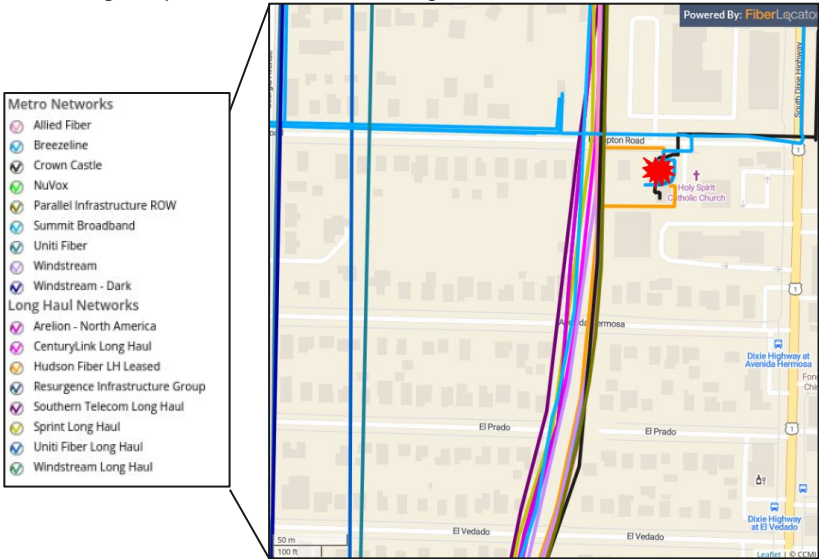 Powered By: FiberLocator
Metro Networks
Allied Fiber
Breezeline
Crown Castle
NuVox
Parallel Infrastructure ROW
Summit Broadband
Uniti Fiber
Windstream
Windstream - Dark
Long Haul Networks
Arelion - North America
CenturyLink Long Haul
Hudson Fiber LH Leased
Resurgence Infrastructure Group
Southern Telecom Long Haul
Sprint Long Haul
Uniti Fiber Long Haul
Windstream Long Haul
South Dixie Highway
pton Road
1
Holy Spirit
Catholic Church
1
Avenida Hermosa
Dixie Highway at
Avenida Hermosa
El Prado
El Prado
1
El Vedado
El Vedado
Dixie Highway
at El Vedado
50 m
100 ft
Leaflet | © CCMI